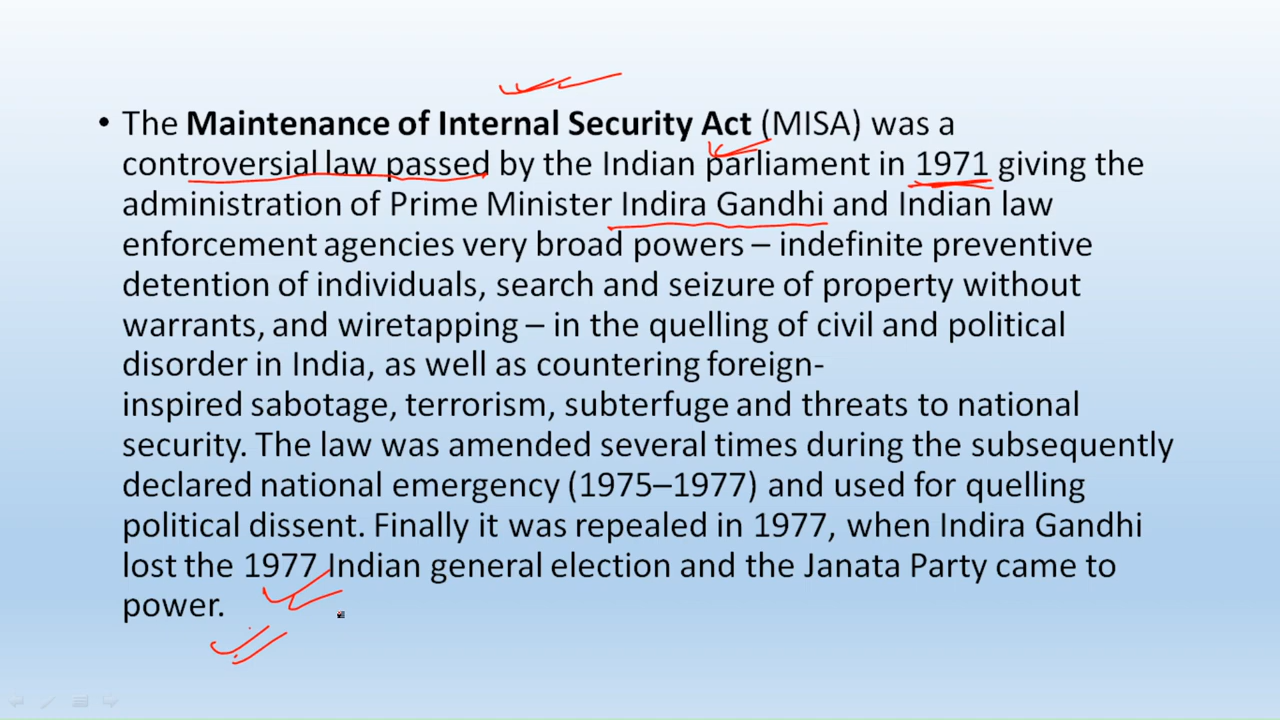 • The Maintenance of Internal Security Act (MISA) was a
controversial law passed by the Indian parliament in 1971 giving the
administration of Prime Minister Indira Gandhi and Indian law
enforcement agencies very broad powers – indefinite preventive
detention of individuals, search and seizure of property without
warrants, and wiretapping – in the quelling of civil and political
disorder in India, as well as countering foreign-
inspired sabotage, terrorism, subterfuge and threats to national
security. The law was amended several times during the subsequently
declared national emergency (1975–1977) and used for quelling
political dissent. Finally it was repealed in 1977, when Indira Gandhi
lost the 1977 Indian general election and the Janata Party came to
power.